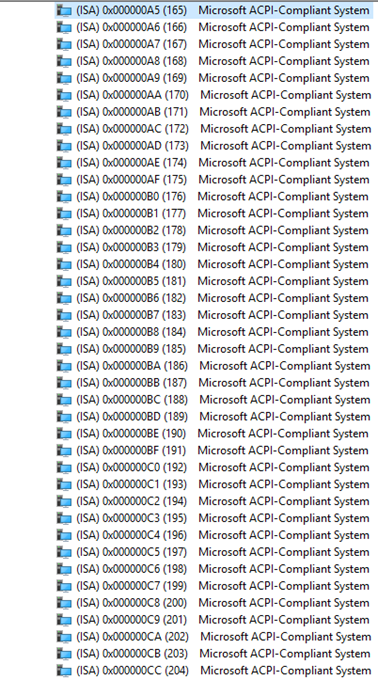 (ISA) 0x000000A5 (165) Microsoft ACPI-Compliant System
(ISA) 0x000000A6 (166) Microsoft ACPI-Compliant System
(ISA) 0x000000A7 (167) Microsoft ACPI-Compliant System
(ISA) 0x000000A8 (168) Microsoft ACPI-Compliant System
(ISA) 0x000000A9 (169) Microsoft ACPI-Compliant System
(ISA) 0x000000AA (170) Microsoft ACPI-Compliant System
(ISA) 0x000000AB (171) Microsoft ACPI-Compliant System
(ISA) 0x000000AC (172) Microsoft ACPI-Compliant System
(ISA) 0x000000AD (173) Microsoft ACPI-Compliant System
(ISA) 0x000000AE (174) Microsoft ACPI-Compliant System
(ISA) 0x000000AF (175) Microsoft ACPI-Compliant System
(ISA) 0x000000B0 (176) Microsoft ACPI-Compliant System
(ISA) 0x000000B1 (177) Microsoft ACPI-Compliant System
(ISA) 0x000000B2 (178) Microsoft ACPI-Compliant System
(ISA) 0x000000B3 (179) Microsoft ACPI-Compliant System
(ISA) 0x000000B4 (180) Microsoft ACPI-Compliant System
(ISA) 0x000000B5 (181) Microsoft ACPI-Compliant System
(ISA) 0x000000B6 (182) Microsoft ACPI-Compliant System
(ISA) 0x000000B7 (183) Microsoft ACPI-Compliant System
(ISA) 0x000000B8 (184) Microsoft ACPI-Compliant System
(ISA) 0x000000B9 (185) Microsoft ACPI-Compliant System
(ISA) 0x000000BA (186) Microsoft ACPI-Compliant System
(ISA) 0x000000BB (187) Microsoft ACPI-Compliant System
(ISA) 0x000000BC (188) Microsoft ACPI-Compliant System
(ISA) 0x000000BD (189) Microsoft ACPI-Compliant System
(ISA) 0x000000BE (190) Microsoft ACPI-Compliant System
(ISA) 0x000000BF (191) Microsoft ACPI-Compliant System
(ISA) 0x000000C0 (192) Microsoft ACPI-Compliant System
(ISA) 0x000000C1 (193) Microsoft ACPI-Compliant System
(ISA) 0x000000C2 (194) Microsoft ACPI-Compliant System
(ISA) 0x000000C3 (195) Microsoft ACPI-Compliant System
(ISA) 0x000000C4 (196) Microsoft ACPI-Compliant System
(ISA) 0x000000C5 (197) Microsoft ACPI-Compliant System
(ISA) 0x000000C6 (198) Microsoft ACPI-Compliant System
(ISA) 0x000000C7 (199) Microsoft ACPI-Compliant System
(ISA) 0x000000C8 (200) Microsoft ACPI-Compliant System
(ISA) 0x000000C9 (201) Microsoft ACPI-Compliant System
(ISA) 0x000000CA (202) Microsoft ACPI-Compliant System
(ISA) 0x000000CB (203) Microsoft ACPI-Compliant System
(ISA) 0x000000CC (204) Microsoft ACPI-Compliant System